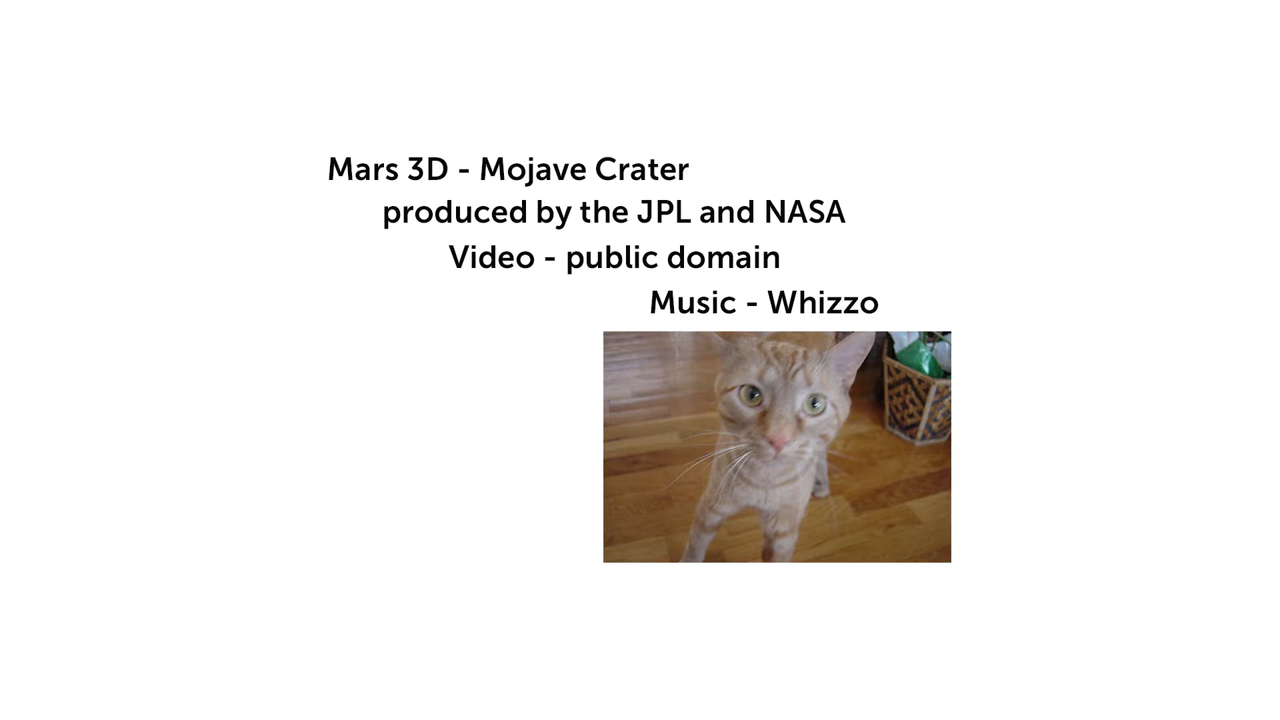 Mars 3D - Mojave Crater
produced by the JPL and NASA
Video - public domain
Music - Whizzo